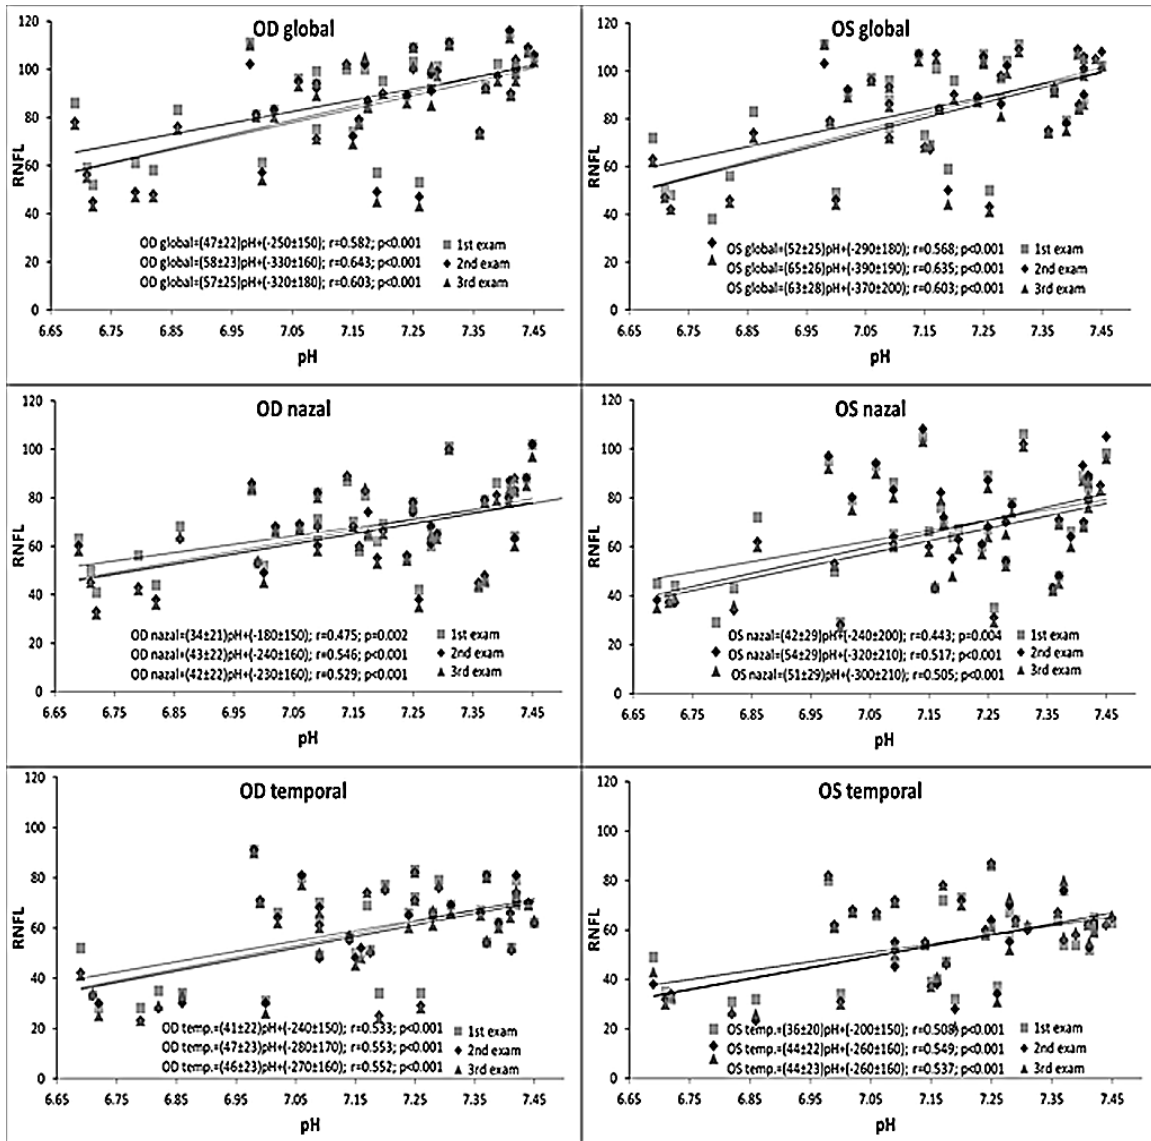 OD global
120
100
80
60
40
20
0
RNFL
OD global=(47±22)pH+(-250±150); r=0.582; p<0.001
1st exam
OD global=(58±23)pH+(-330±160); r=0.643; p<0.001
2nd exam
OD global=(57±25)pH+(-320±180); r=0.603; p<0.001
3rd exam
6.65 6.75 6.85 6.95 7.05 7.15 7.25 7.35 7.45
pH
OS global
120
100
80
60
40
20
0
RNFL
OS global=(52±25)pH+(-290±180); r=0.568; p<0.001
1st exam
OS global=(65±26)pH+(-390±190); r=0.635; p<0.001
2nd exam
OS global=(63±28)pH+(-370±200); r=0.603; p<0.001
3rd exam
6.65 6.75 6.85 6.95 7.05 7.15 7.25 7.35 7.45
pH
OD nazal
120
100
80
60
40
20
0
RNFL
OD nazal=(34±21)pH+(-180±150); r=0.475; p=0.002
1st exam
OD nazal=(43±22)pH+(-240±160); r=0.546; p<0.001
2nd exam
OD nazal=(42±22)pH+(-230±160); r=0.529; p<0.001
3rd exam
6.65 6.75 6.85 6.95 7.05 7.15 7.25 7.35 7.45
pH
OS nazal
120
100
80
60
40
20
0
RNFL
OS nazal=(42±29)pH+(-240±200); r=0.443; p=0.004
1st exam
OS nazal=(54±29)pH+(-320±210); r=0.517; p<0.001
2nd exam
OS nazal=(51±29)pH+(-300±210); r=0.505; p<0.001
3rd exam
6.65 6.75 6.85 6.95 7.05 7.15 7.25 7.35 7.45
pH
OD temporal
120
100
80
60
40
20
0
RNFL
OD temp.=(41±22)pH+(-240±150); r=0.533; p<0.001
1st exam
OD temp.=(47±23)pH+(-280±170); r=0.553; p<0.001
2nd exam
OD temp.=(46±23)pH+(-270±160); r=0.552; p<0.001
3rd exam
6.65 6.75 6.85 6.95 7.05 7.15 7.25 7.35 7.45
pH
OS temporal
120
100
80
60
40
20
0
RNFL
OS temp.=(36±20)pH+(-200±150); r=0.508; p<0.001
1st exam
OS temp.=(44±22)pH+(-260±160); r=0.549; p<0.001
2nd exam
OS temp.=(44±23)pH+(-260±160); r=0.537; p<0.001
3rd exam
6.65 6.75 6.85 6.95 7.05 7.15 7.25 7.35 7.45
pH